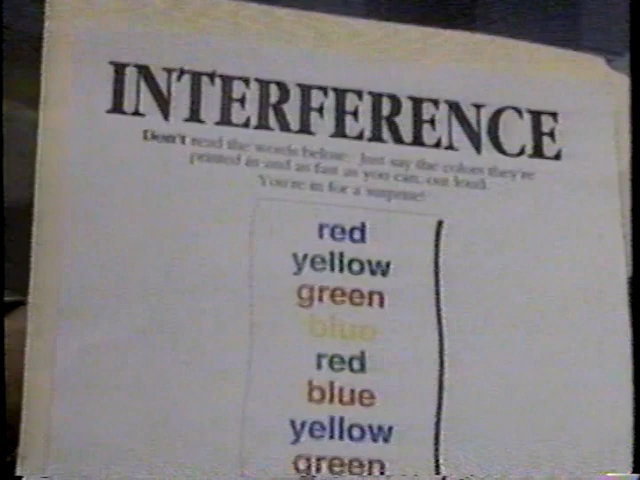 INTERFERENCE
Don't read the words below. Just say the colors they're
printed in and as fast as you can, out loud.
You're in for a surprise!
red
yellow
green
blue
red
blue
yellow
green